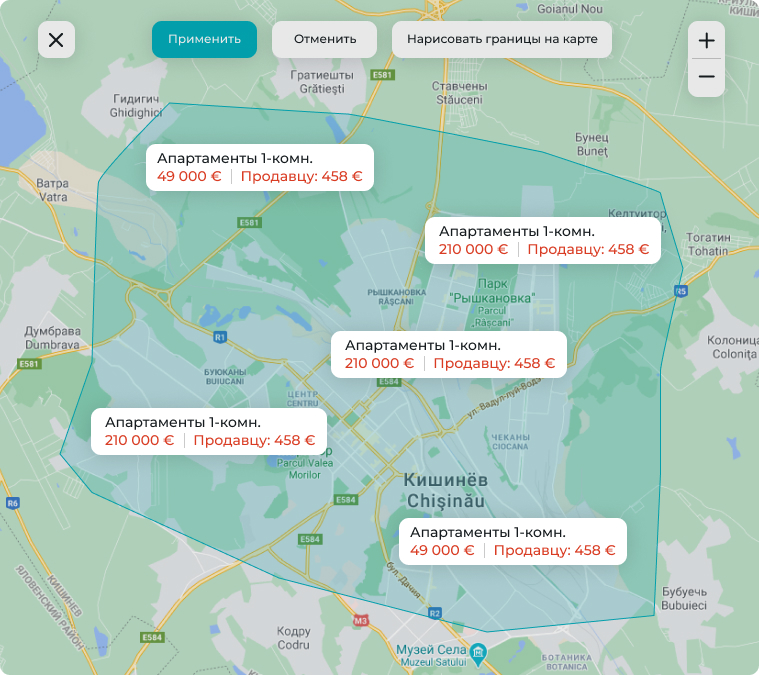 Goianul Nou
Применить
Отменить
Нарисовать границы на карте
Гратиешты
Grătiești
E581
Ставчены
Stăuceni
Гидигич
Ghidighici
Бунец
Buneț
Апартаменты 1-комн.
49 000 € | Продавцу: 458 €
Ватра
Vatra
Келтуитор
E581
Апартаменты 1-комн.
210 000 € | Продавцу: 458 €
Тогатин
Tohatin
Парк
"Рышкановка"
Parcul
„Râșcani"
РЫШКАНОВКА
RÂȘCANI
R5
Думбрава
Dumbrava
R1
Колониц
Colonița
E581
Апартаменты 1-комн.
210 000 € | Продавцу: 458 €
БУЮКАНЫ
BUIUCANI
E584
ЦЕНТР
CENTRU
ул. Вадул-луй-Водэ
Апартаменты 1-комн.
210 000 € | Продавцу: 458 €
ЧЕКАНЫ
CIOCANA
Parcul Valea
Morilor
Кишинёв
Chișinău
R6
E584
Апартаменты 1-комн.
49 000 € | Продавцу: 458 €
E584
бул. Дачия
КИШИНЕВ
ЯЛОВЕНСКИЙ РАЙОН
Бубуечь
Bubuieci
R2
M3
E584
Кодру
Codru
Музей Села
Muzeul Satului
БОТАНИКА
BOTANICA